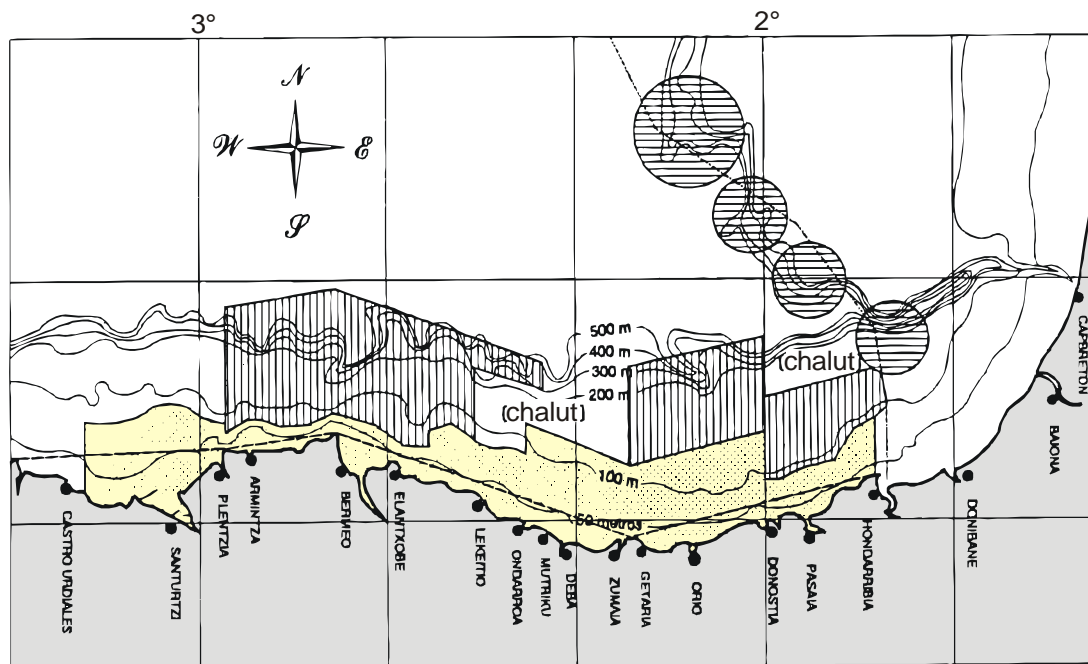 3°
2°
N
W
E
S
500 m
400 m
300 m
200 m
(chalut)
(chalut)
100 m
50 metros
CASTRO URDIALES
SANTURTZI
PLENTZIA
ARMINTZA
BERMEO
ELANTXOBE
LEKEITIO
ONDARROA
MUTRIKU
DEBA
ZUMAIA
GETARIA
ORIO
DONOSTIA
PASAIA
HONDARRIBIA
DONIBANE
BAIONA
CAPBRETON